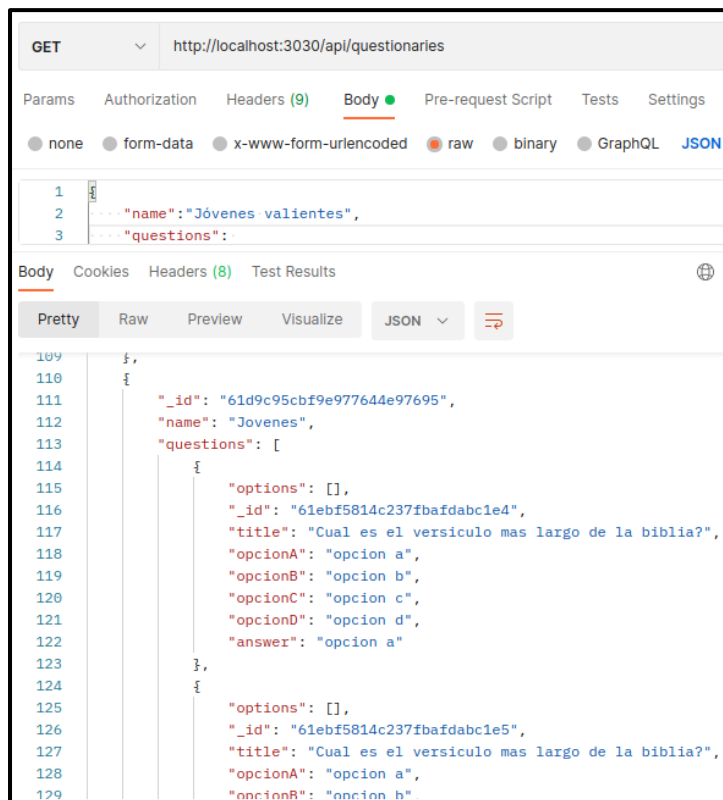 GET http://localhost:3030/api/questionaries
Params Authorization Headers (9) Body Pre-request Script Tests Settings
none form-data x-www-form-urlencoded raw binary GraphQL JSON
1 {
2 "name":"Jóvenes valientes",
3 "questions":
Body Cookies Headers (8) Test Results
Pretty Raw Preview Visualize JSON
109 },
110 {
111 "_id": "61d9c95cbf9e977644e97695",
112 "name": "Jovenes",
113 "questions": [
114 {
115 "options": [],
116 "_id": "61ebf5814c237fbafdabc1e4",
117 "title": "Cual es el versiculo mas largo de la biblia?",
118 "opcionA": "opcion a",
119 "opcionB": "opcion b",
120 "opcionC": "opcion c",
121 "opcionD": "opcion d",
122 "answer": "opcion a"
123 },
124 {
125 "options": [],
126 "_id": "61ebf5814c237fbafdabc1e5",
127 "title": "Cual es el versiculo mas largo de la biblia?",
128 "opcionA": "opcion a",
129 "opcionB": "opcion b",